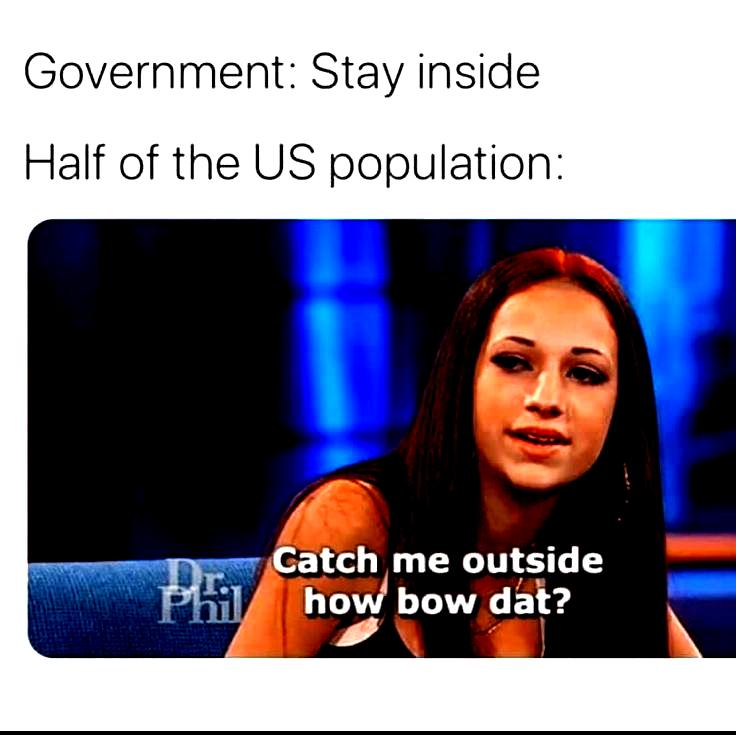 Government: Stay inside
Half of the US population:
Catch me outside
how bow dat?
Dr.
Phil